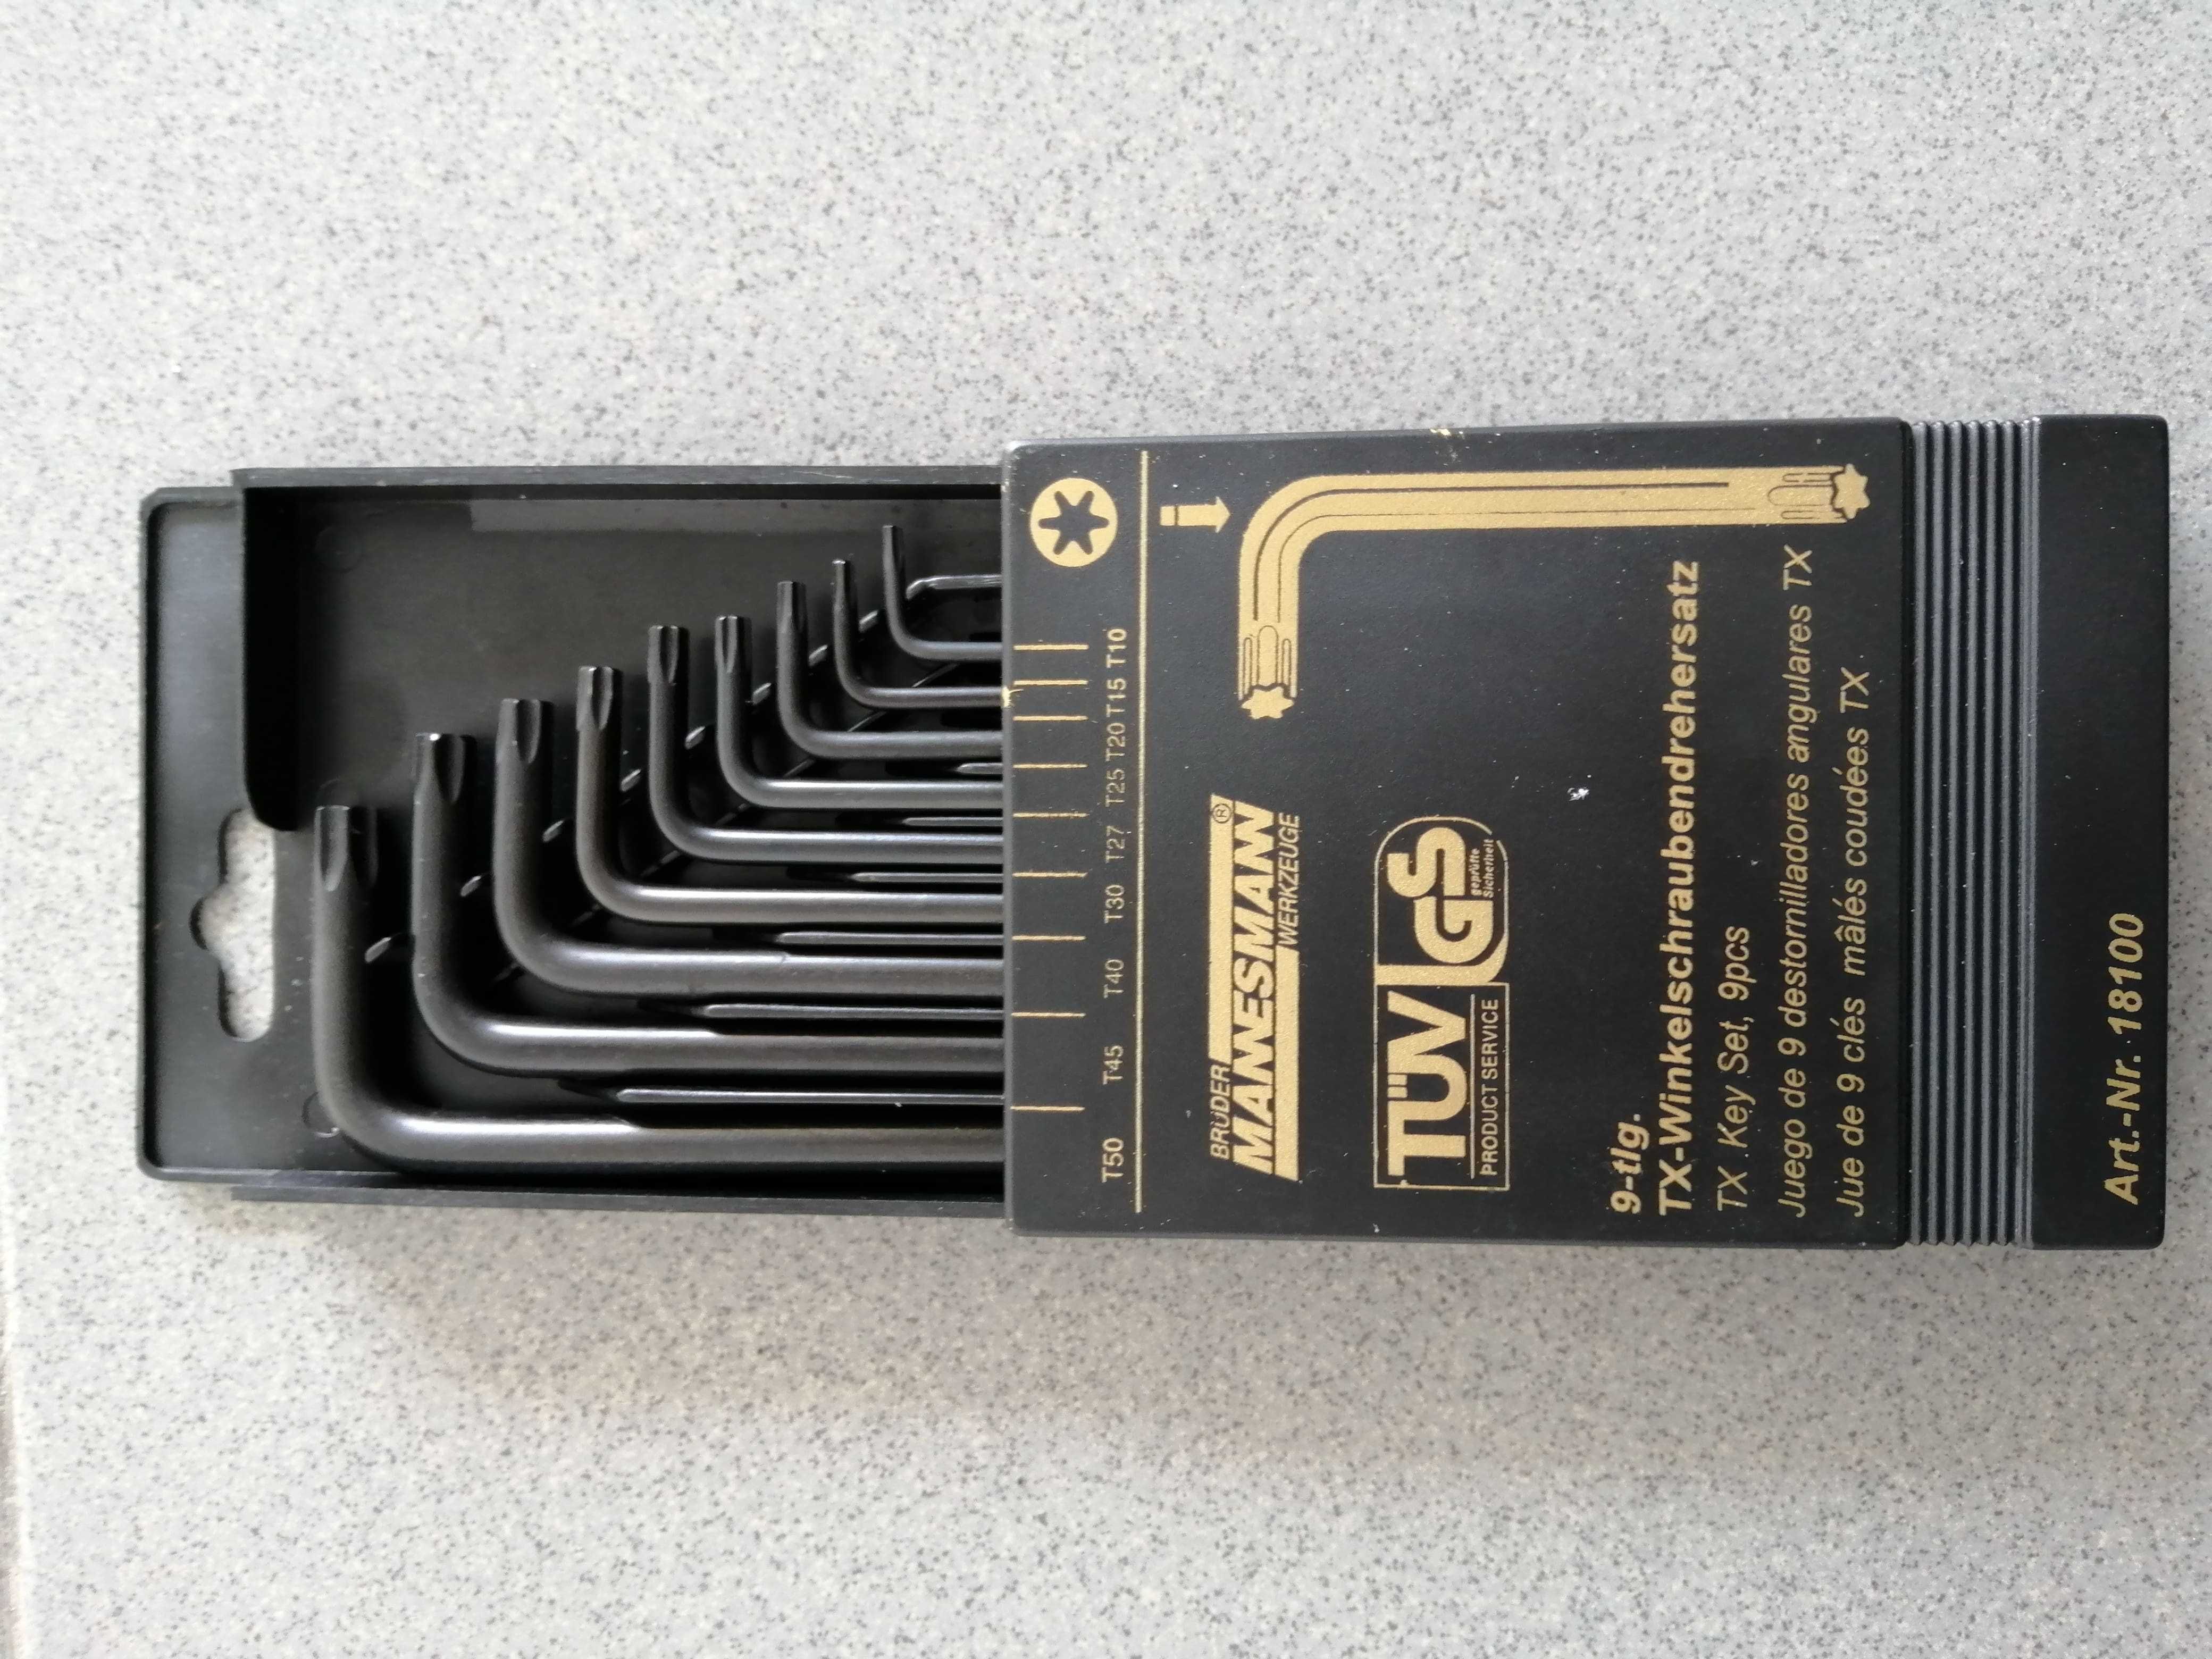 T50 T45 T40 T30 T27 T25 T20 T15 T10
BRÜDER
MANNESMANN®
WERKZEUGE
TÜV GS
geprüfte
Sicherheit
PRODUCT SERVICE
9-tlg.
TX-Winkelschraubendrehersatz
TX Key Set, 9pcs
Juego de 9 destornilladores angulares TX
Jue de 9 clés mâlés coudées TX
Art.-Nr. 18100